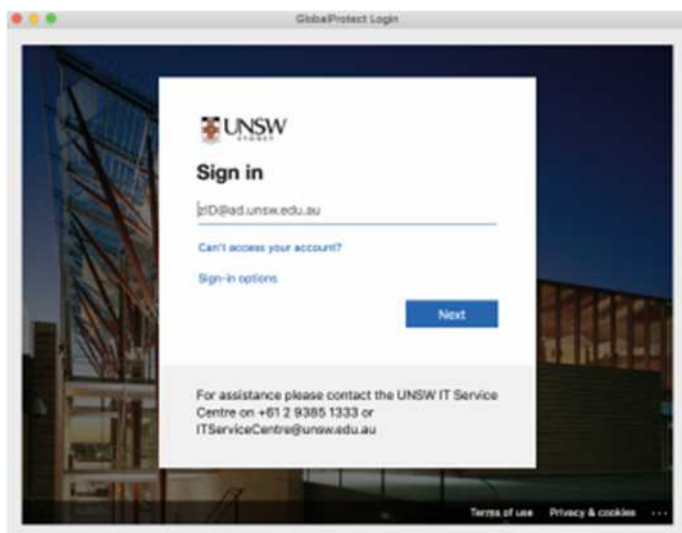 GlobalProtect Login
UNSW
SYDNEY
Sign in
zID@ad.unsw.edu.au
Can't access your account?
Sign-in options
Next
For assistance please contact the UNSW IT Service
Centre on +61 2 9385 1333 or
ITServiceCentre@unsw.edu.au
Terms of use Privacy & cookies ...